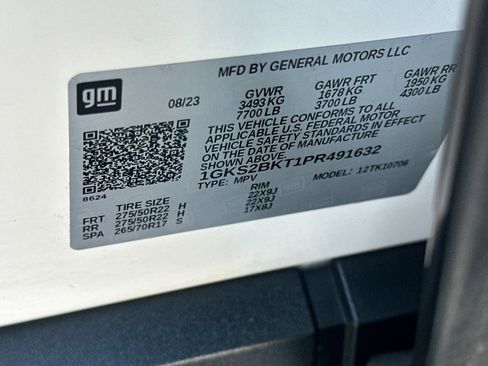 MFD BY GENERAL MOTORS LLC
gm
08/23
GVWR GAWR FRT GAWR RR
3493 KG 1678 KG 1950 KG
7700 LB 3700 LB 4300 LB
THIS VEHICLE CONFORMS TO ALL
APPLICABLE U.S. FEDERAL MOTOR
VEHICLE SAFETY STANDARDS IN
EFFECT ON THE DATE OF MANUFACTURE
1GKS2BKT1PR491632
TYPE: MPV MODEL: 12TK10706
8624
TIRE SIZE RIM
FRT 275/50R22 H 22X9J
RR 275/50R22 H 22X9J
SPA 265/70R17 S 17X8J